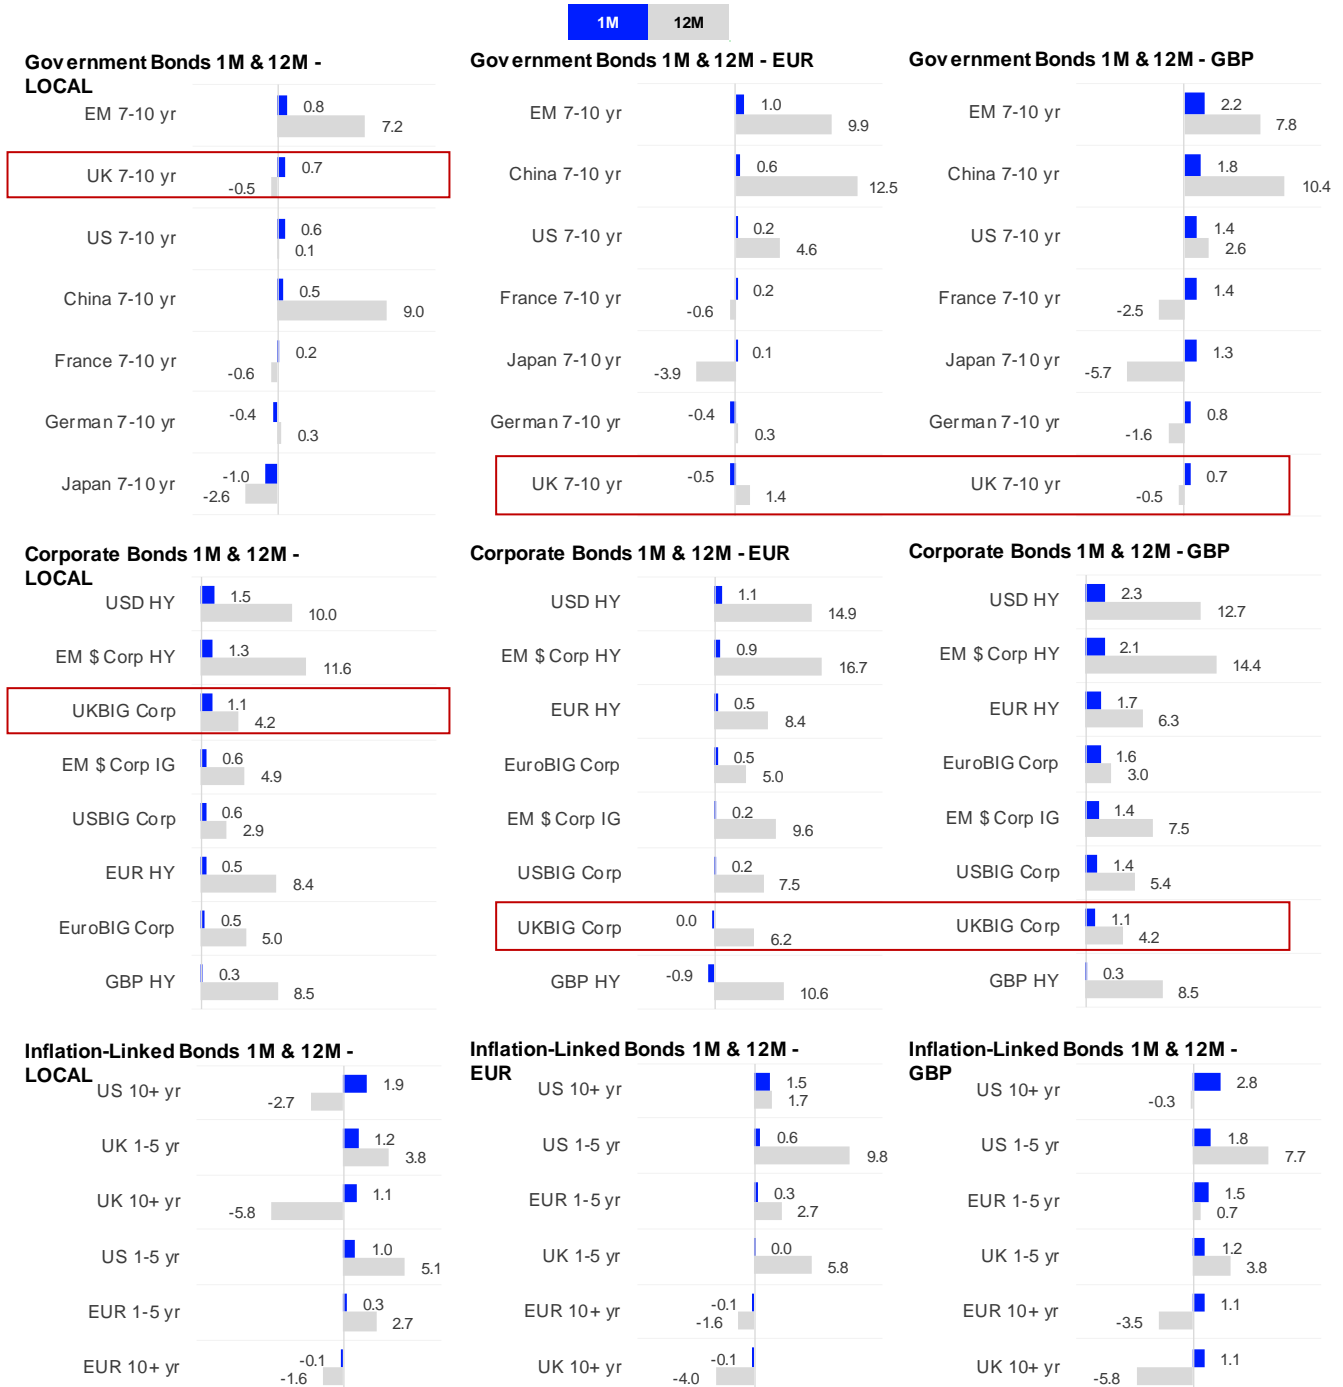 1M 12M
Government Bonds 1M & 12M - LOCAL
EM 7-10 yr 0.8 7.2
UK 7-10 yr 0.7 -0.5
US 7-10 yr 0.6 0.1
China 7-10 yr 0.5 9.0
France 7-10 yr 0.2 -0.6
German 7-10 yr -0.4 0.3
Japan 7-10 yr -1.0 -2.6
Government Bonds 1M & 12M - EUR
EM 7-10 yr 1.0 9.9
China 7-10 yr 0.6 12.5
US 7-10 yr 0.2 4.6
France 7-10 yr 0.2 -0.6
Japan 7-10 yr 0.1 -3.9
German 7-10 yr -0.4 0.3
UK 7-10 yr -0.5 1.4
Government Bonds 1M & 12M - GBP
EM 7-10 yr 2.2 7.8
China 7-10 yr 1.8 10.4
US 7-10 yr 1.4 2.6
France 7-10 yr 1.4 -2.5
Japan 7-10 yr 1.3 -5.7
German 7-10 yr 0.8 -1.6
UK 7-10 yr 0.7 -0.5
Corporate Bonds 1M & 12M - LOCAL
USD HY 1.5 10.0
EM $ Corp HY 1.3 11.6
UKBIG Corp 1.1 4.2
EM $ Corp IG 0.6 4.9
USBIG Corp 0.6 2.9
EUR HY 0.5 8.4
EuroBIG Corp 0.5 5.0
GBP HY 0.3 8.5
Corporate Bonds 1M & 12M - EUR
USD HY 1.1 14.9
EM $ Corp HY 0.9 16.7
EUR HY 0.5 8.4
EuroBIG Corp 0.5 5.0
EM $ Corp IG 0.2 9.6
USBIG Corp 0.2 7.5
UKBIG Corp 0.0 6.2
GBP HY -0.9 10.6
Corporate Bonds 1M & 12M - GBP
USD HY 2.3 12.7
EM $ Corp HY 2.1 14.4
EUR HY 1.7 6.3
EuroBIG Corp 1.6 3.0
EM $ Corp IG 1.4 7.5
USBIG Corp 1.4 5.4
UKBIG Corp 1.1 4.2
GBP HY 0.3 8.5
Inflation-Linked Bonds 1M & 12M - LOCAL
US 10+ yr 1.9 -2.7
UK 1-5 yr 1.2 3.8
UK 10+ yr 1.1 -5.8
US 1-5 yr 1.0 5.1
EUR 1-5 yr 0.3 2.7
EUR 10+ yr -0.1 -1.6
Inflation-Linked Bonds 1M & 12M - EUR
US 10+ yr 1.5 1.7
US 1-5 yr 0.6 9.8
EUR 1-5 yr 0.3 2.7
UK 1-5 yr 0.0 5.8
EUR 10+ yr -0.1 -1.6
UK 10+ yr -0.1 -4.0
Inflation-Linked Bonds 1M & 12M - GBP
US 10+ yr 2.8 -0.3
US 1-5 yr 1.8 7.7
EUR 1-5 yr 1.5 0.7
UK 1-5 yr 1.2 3.8
EUR 10+ yr 1.1 -3.5
UK 10+ yr 1.1 -5.8